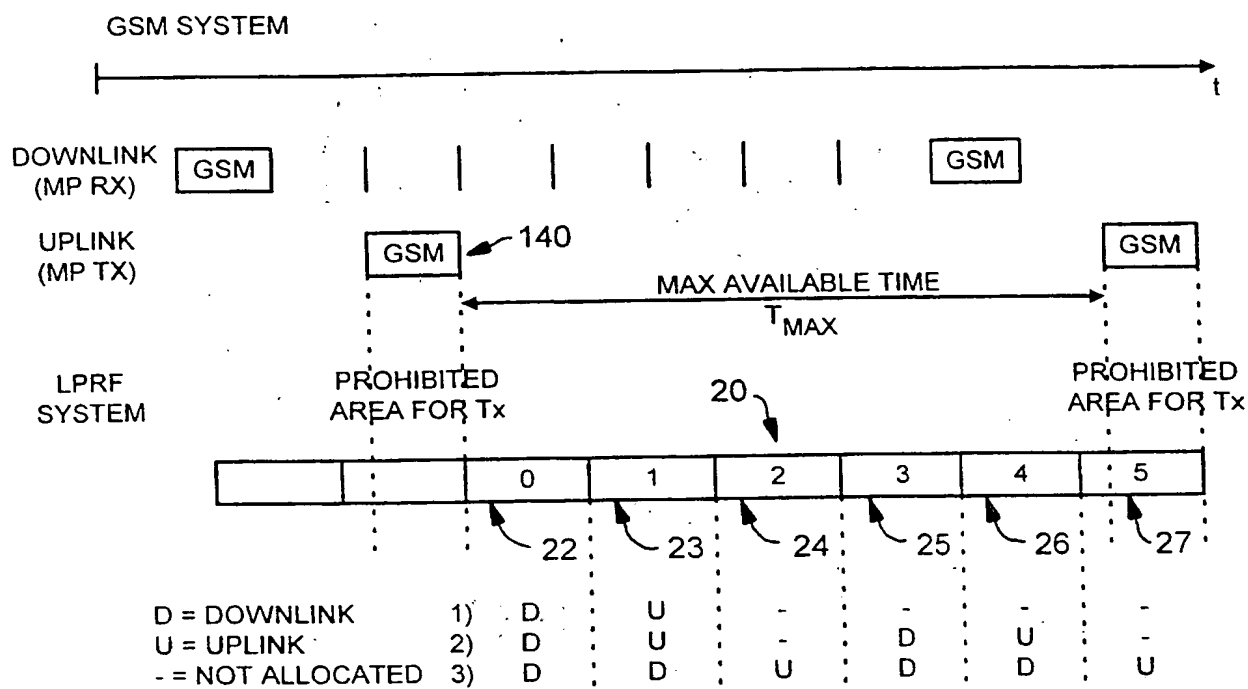 GSM SYSTEM
t
DOWNLINK
(MP RX)
GSM
GSM
UPLINK
(MP TX)
GSM
140
GSM
MAX AVAILABLE TIME
TMAX
LPRF
SYSTEM
PROHIBITED
AREA FOR Tx
20
PROHIBITED
AREA FOR Tx
0 1 2 3 4 5
22 23 24 25 26 27
D = DOWNLINK 1) D U - - - -
U = UPLINK 2) D U - D U -
- = NOT ALLOCATED 3) D D U D D U